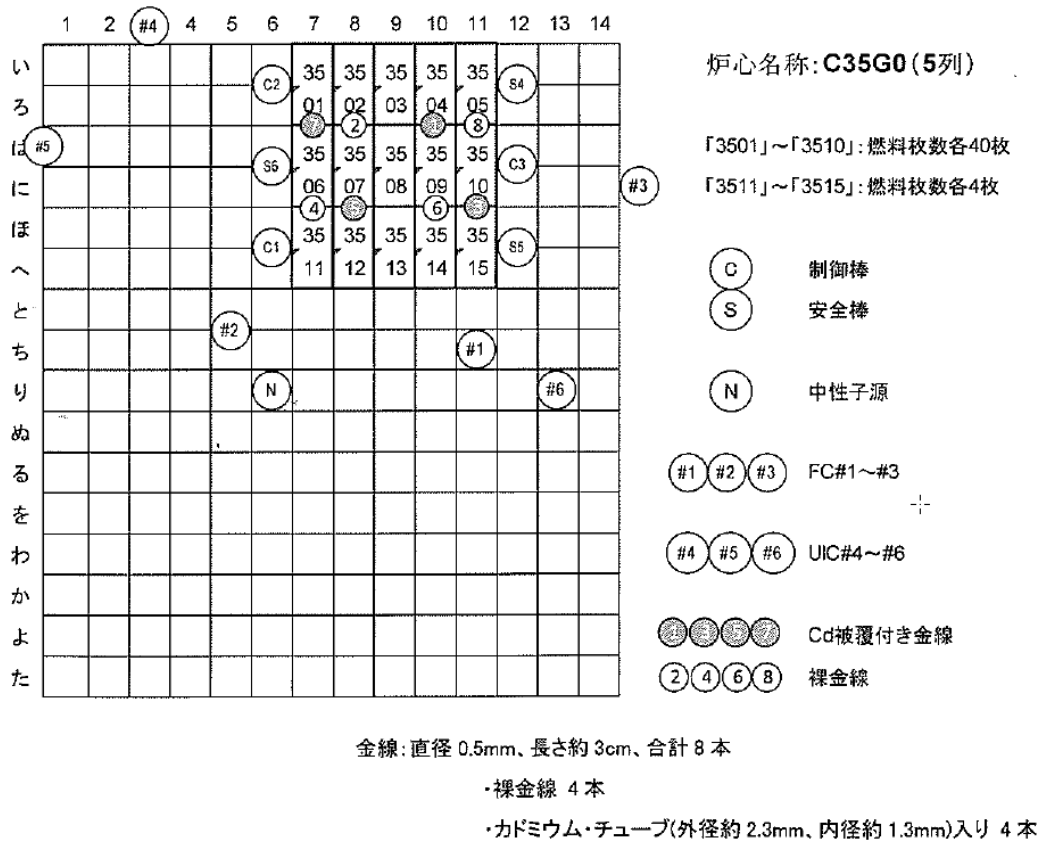 1 2 #4 4 5 6 7 8 9 10 11 12 13 14
炉心名称:C35G0(5列)
い
ろ
は
に
ほ
へ
と
ち
り
ぬ
る
を
わ
か
よ
た
C2 35 35 35 35 35 S4
01 02 03 04 05
7 2 8
#5
S6 35 35 35 35 35 C3
06 07 08 09 10
#3
4 6
C1 35 35 35 35 35 S5
11 12 13 14 15
#2 #1
N #6
「3501」~「3510」:燃料枚数各40枚
「3511」~「3515」:燃料枚数各4枚
C 制御棒
S 安全棒
N 中性子源
#1 #2 #3 FC#1~#3
#4 #5 #6 UIC#4~#6
1 3 5 7 Cd被覆付き金線
2 4 6 8 裸金線
金線:直径 0.5mm、長さ約 3cm、合計 8 本
・裸金線 4 本
・カドミウム・チューブ(外径約 2.3mm、内径約 1.3mm)入り 4 本